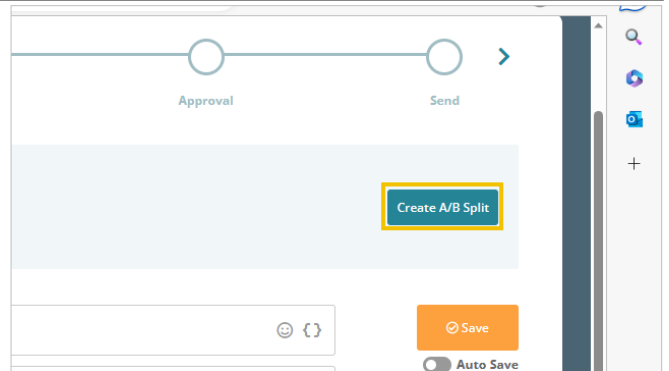 Approval
Send
Create A/B Split
{}
Save
Auto Save